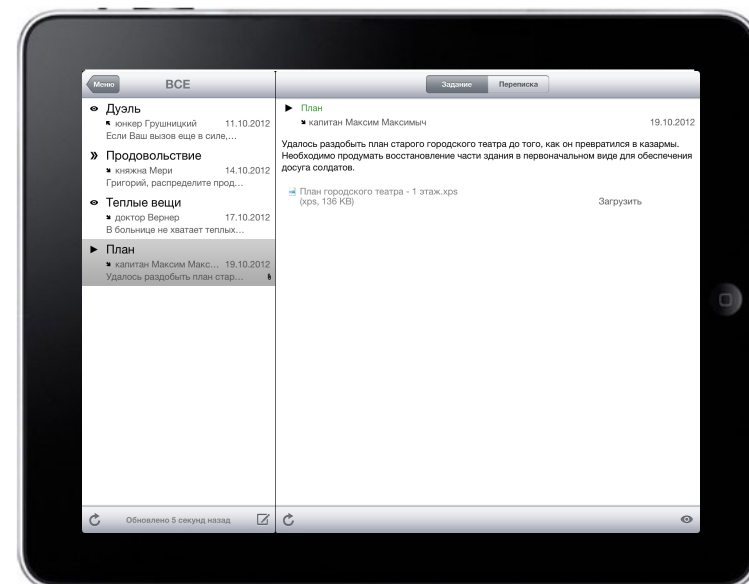 Меню
ВСЕ
Дуэль
юнкер Грушницкий 11.10.2012
Если Ваш вызов еще в силе,...
Продовольствие
княжна Мери 14.10.2012
Григорий, распределите прод...
Теплые вещи
доктор Вернер 17.10.2012
В больнице не хватает теплых...
План
капитан Максим Макс... 19.10.2012
Удалось раздобыть план стар...
Обновлено 5 секунд назад
Задание Переписка
План
капитан Максим Максимыч 19.10.2012
Удалось раздобыть план старого городского театра до того, как он превратился в казармы.
Необходимо продумать восстановление части здания в первоначальном виде для обеспечения
досуга солдатов.
План городского театра - 1 этаж.xps
(xps, 136 KB) Загрузить